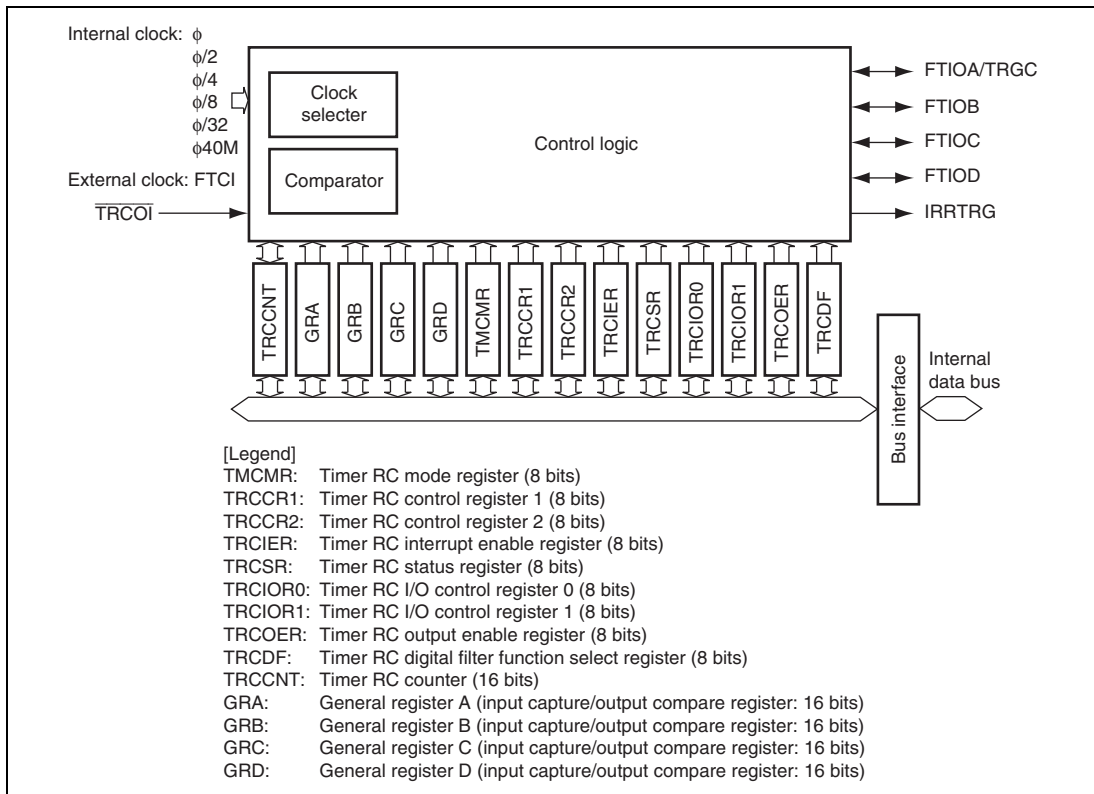 Internal clock: ϕ
ϕ/2
ϕ/4
ϕ/8
ϕ/32
ϕ40M
External clock: FTCI
TRCOI
Clock
selecter
Comparator
Control logic
FTIOA/TRGC
FTIOB
FTIOC
FTIOD
IRRTRG
TRCCNT
GRA
GRB
GRC
GRD
TMCMR
TRCCR1
TRCCR2
TRCIER
TRCSR
TRCIOR0
TRCIOR1
TRCOER
TRCDF
Bus interface
Internal
data bus
[Legend]
TMCMR: Timer RC mode register (8 bits)
TRCCR1: Timer RC control register 1 (8 bits)
TRCCR2: Timer RC control register 2 (8 bits)
TRCIER: Timer RC interrupt enable register (8 bits)
TRCSR: Timer RC status register (8 bits)
TRCIOR0: Timer RC I/O control register 0 (8 bits)
TRCIOR1: Timer RC I/O control register 1 (8 bits)
TRCOER: Timer RC output enable register (8 bits)
TRCDF: Timer RC digital filter function select register (8 bits)
TRCCNT: Timer RC counter (16 bits)
GRA: General register A (input capture/output compare register: 16 bits)
GRB: General register B (input capture/output compare register: 16 bits)
GRC: General register C (input capture/output compare register: 16 bits)
GRD: General register D (input capture/output compare register: 16 bits)